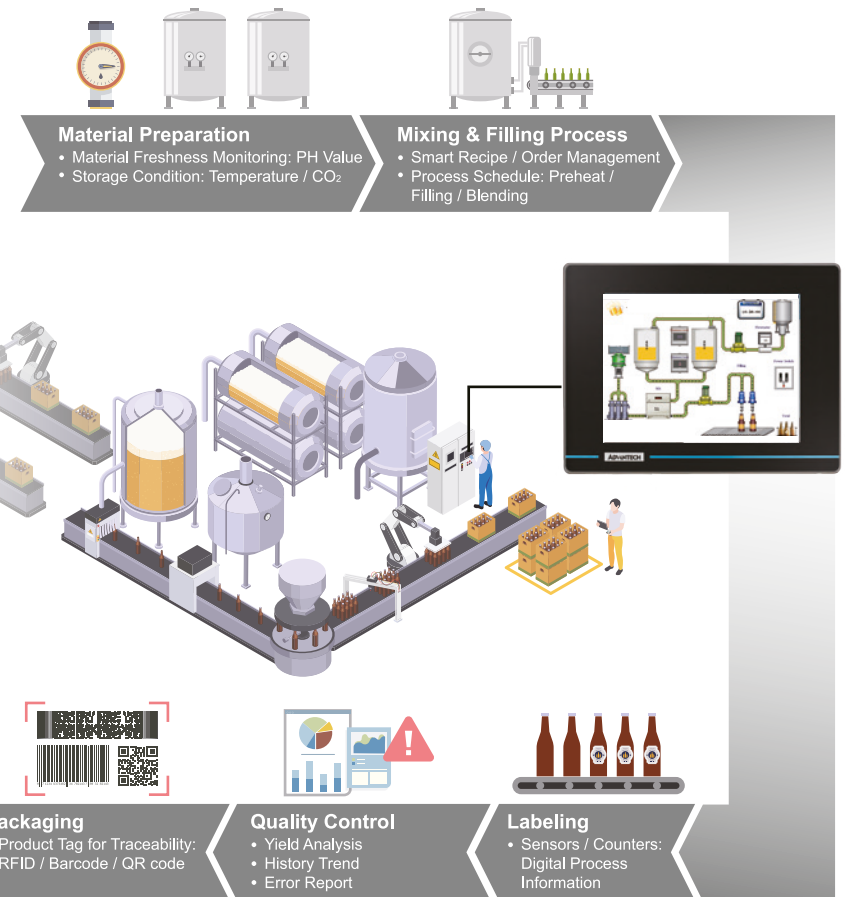 Material Preparation
• Material Freshness Monitoring: PH Value
• Storage Condition: Temperature / CO₂
Mixing & Filling Process
• Smart Recipe / Order Management
• Process Schedule: Preheat /
Filling / Blending
ADVANTECH
ackaging
Product Tag for Traceability:
RFID / Barcode / QR code
Quality Control
• Yield Analysis
• History Trend
• Error Report
Labeling
• Sensors / Counters:
Digital Process
Information